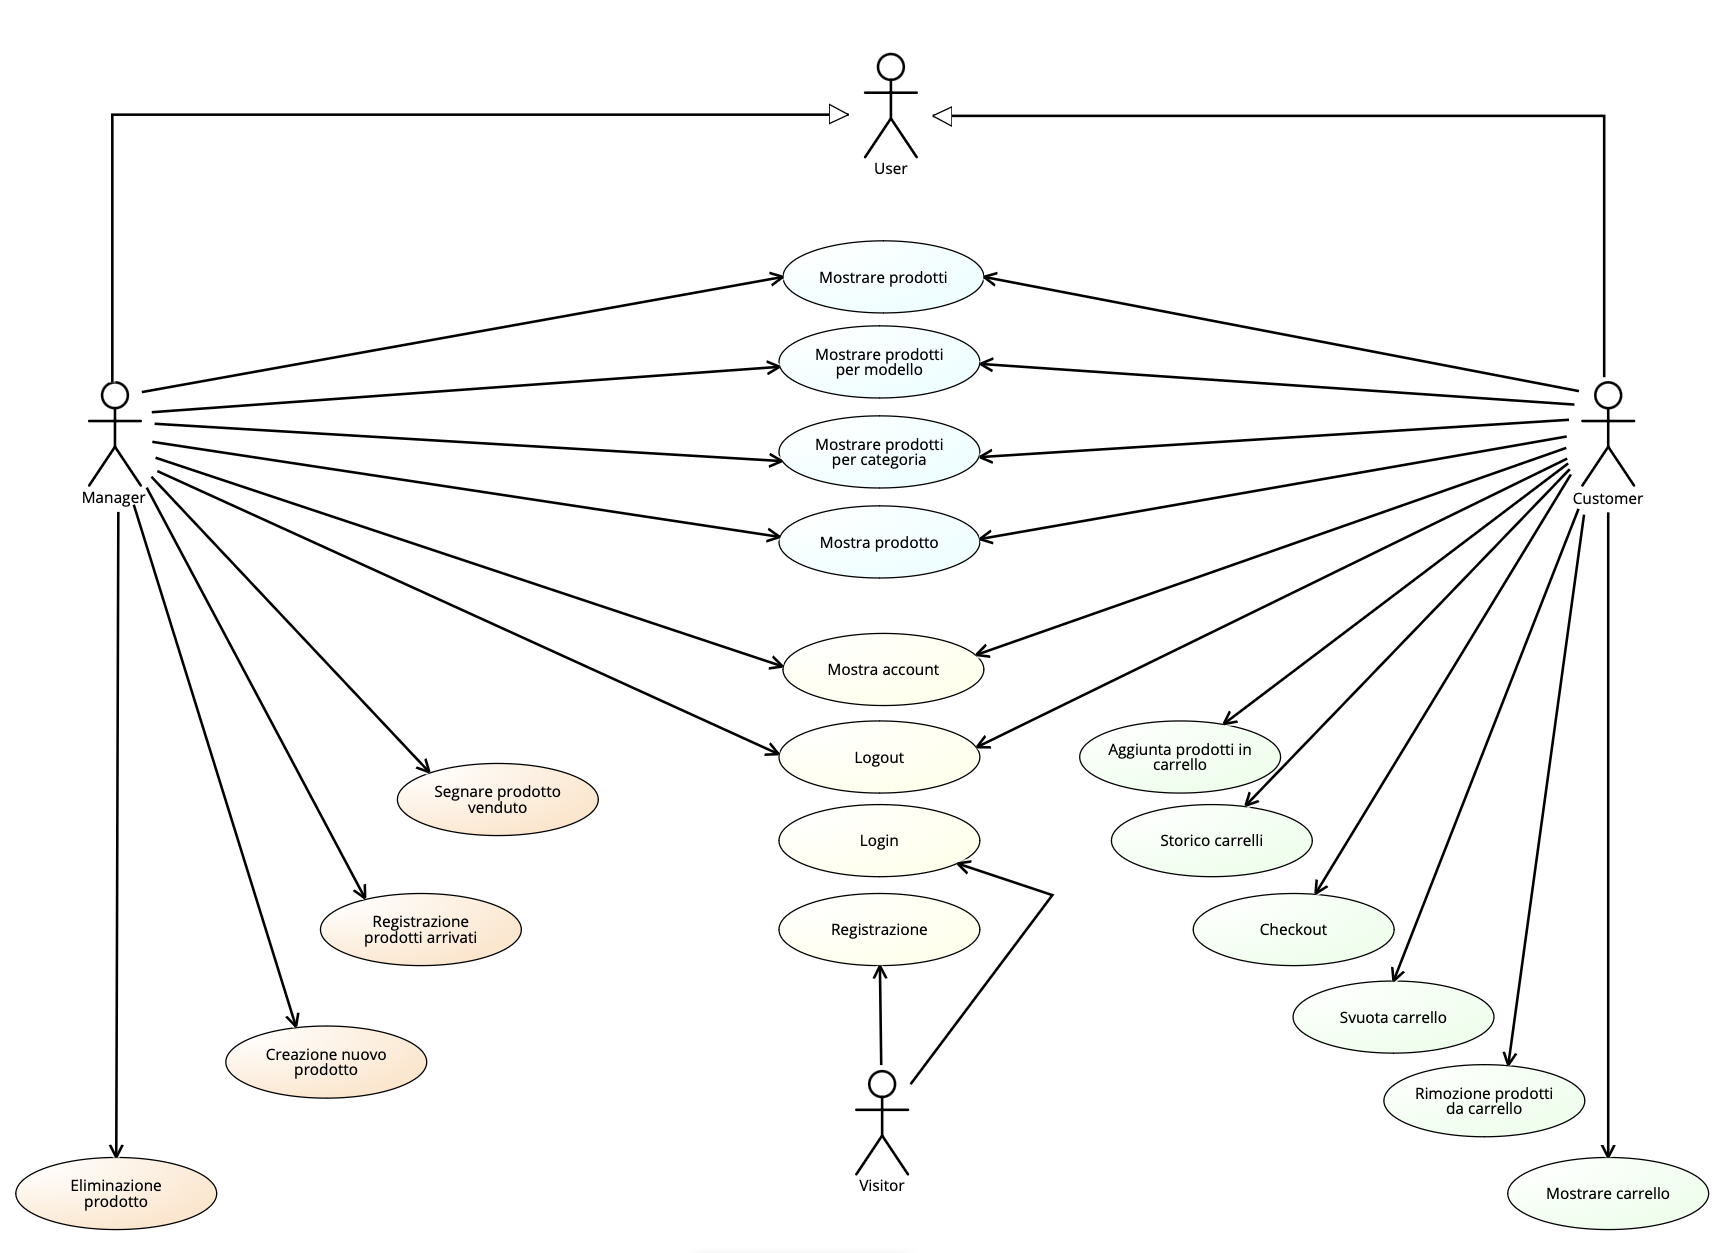 User
Mostrare prodotti
Mostrare prodotti
per modello
Mostrare prodotti
per categoria
Manager
Customer
Mostra prodotto
Mostra account
Logout
Aggiunta prodotti in
carrello
Segnare prodotto
venduto
Login
Storico carrelli
Registrazione
prodotti arrivati
Registrazione
Checkout
Svuota carrello
Creazione nuovo
prodotto
Rimozione prodotti
da carrello
Visitor
Eliminazione
prodotto
Mostrare carrello